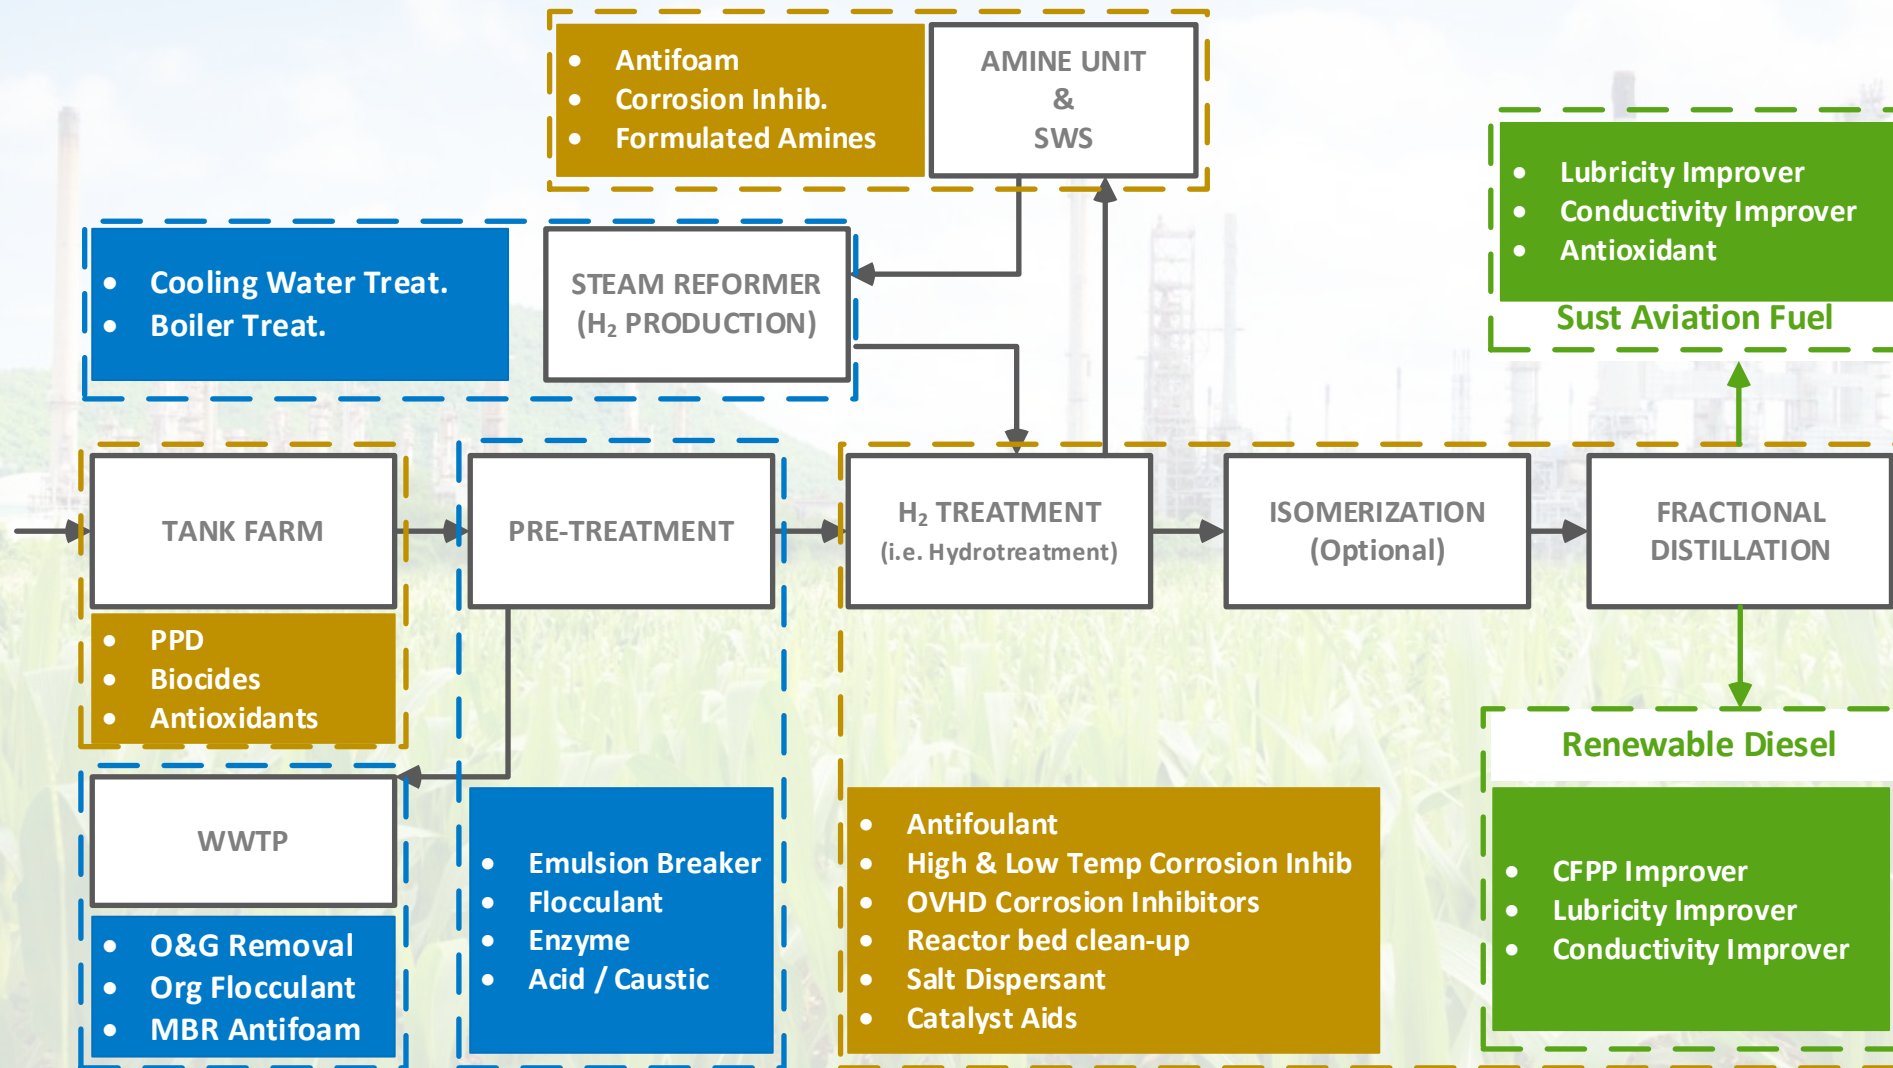 Antifoam
Corrosion Inhib.
Formulated Amines
AMINE UNIT
&
SWS
Lubricity Improver
Conductivity Improver
Antioxidant
Sust Aviation Fuel
Cooling Water Treat.
Boiler Treat.
STEAM REFORMER
(H₂ PRODUCTION)
TANK FARM
PRE-TREATMENT
H₂ TREATMENT
(i.e. Hydrotreatment)
ISOMERIZATION
(Optional)
FRACTIONAL
DISTILLATION
PPD
Biocides
Antioxidants
WWTP
O&G Removal
Org Flocculant
MBR Antifoam
Emulsion Breaker
Flocculant
Enzyme
Acid / Caustic
Antifoulant
High & Low Temp Corrosion Inhib
OVHD Corrosion Inhibitors
Reactor bed clean-up
Salt Dispersant
Catalyst Aids
Renewable Diesel
CFPP Improver
Lubricity Improver
Conductivity Improver